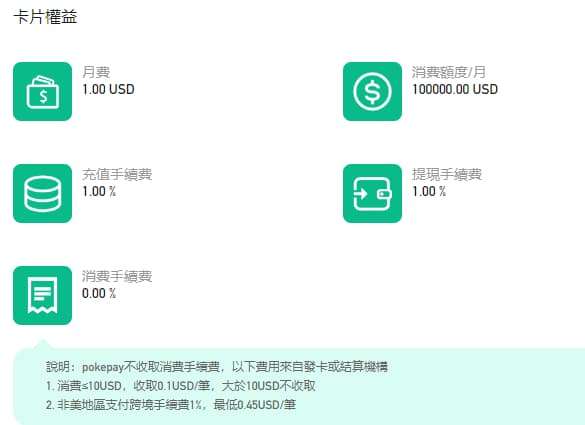 卡片權益
月費
1.00 USD
消費額度/月
100000.00 USD
充值手續費
1.00 %
提現手續費
1.00 %
消費手續費
0.00 %
說明：pokepay不收取消費手續費，以下費用來自發卡或結算機構
1. 消費≤10USD，收取0.1USD/筆，大於10USD不收取
2. 非美地區支付跨境手續費1%，最低0.45USD/筆